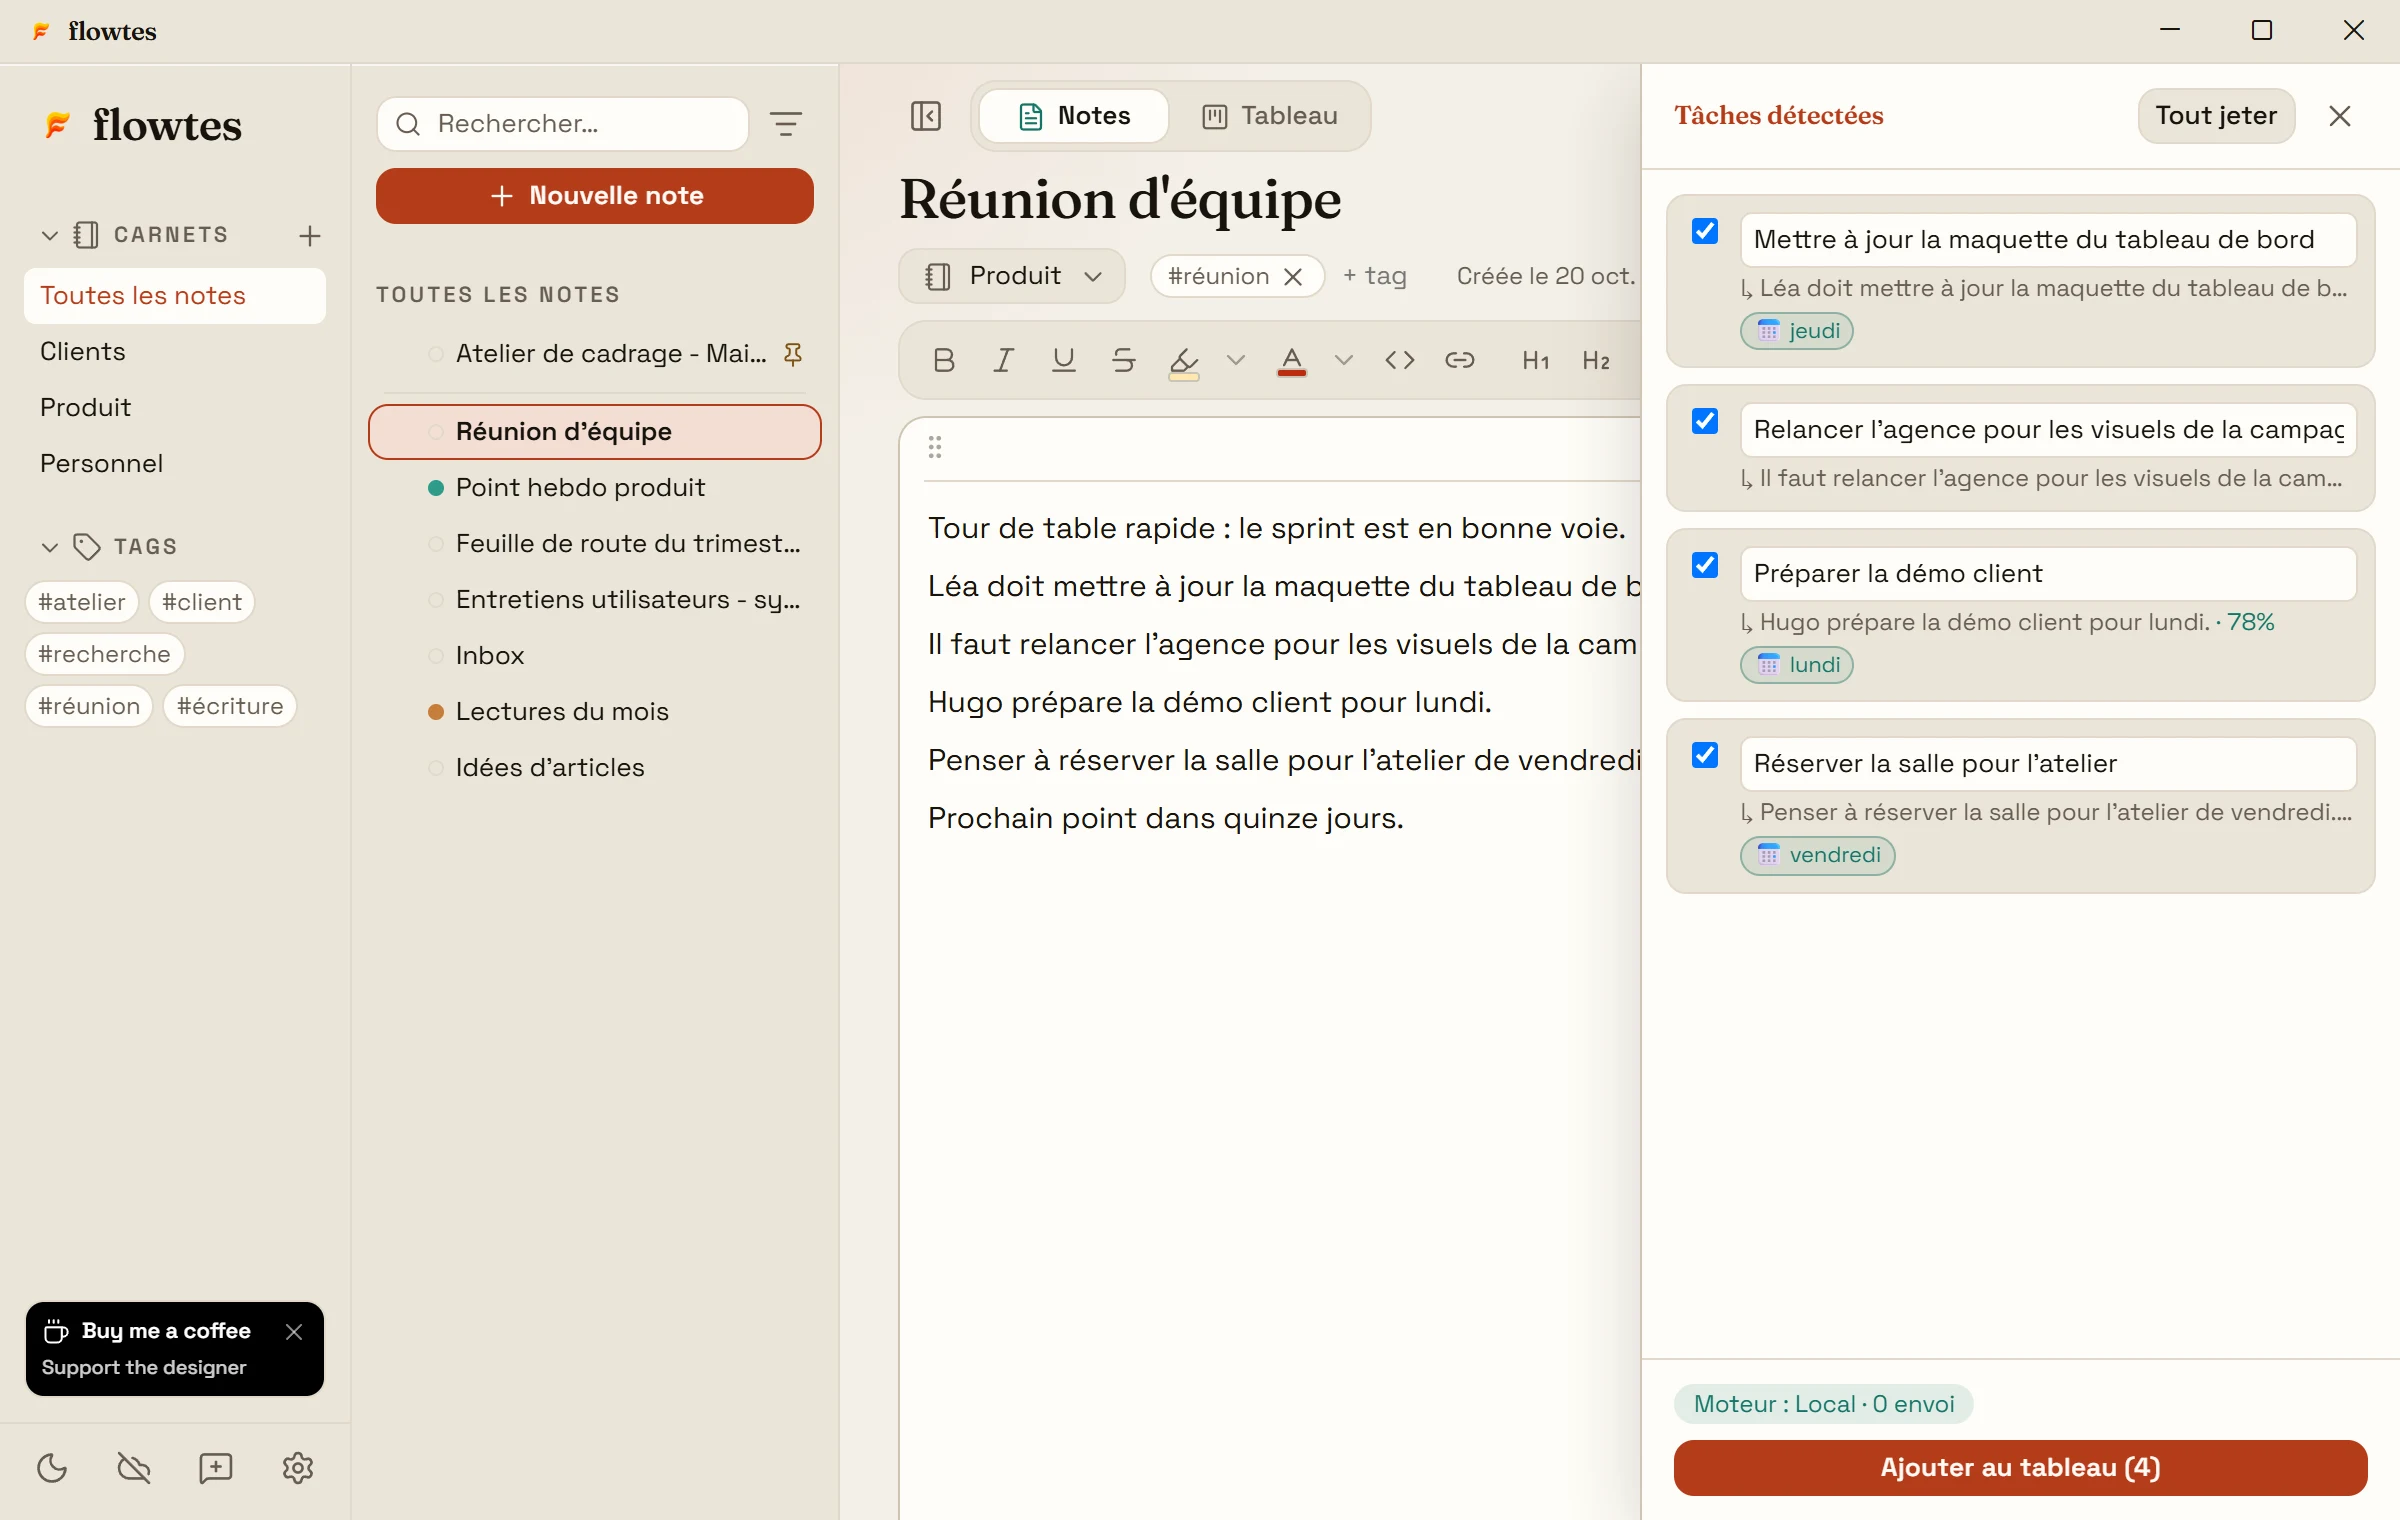 flowtes
flowtes
CARNETS
Toutes les notes
Clients
Produit
Personnel
TAGS
#atelier #client
#recherche
#réunion #écriture
Buy me a coffee
Support the designer
Rechercher...
Nouvelle note
TOUTES LES NOTES
Atelier de cadrage - Mai...
Réunion d'équipe
Point hebdo produit
Feuille de route du trimest...
Entretiens utilisateurs - sy...
Inbox
Lectures du mois
Idées d'articles
Notes Tableau
Réunion d'équipe
Produit #réunion + tag Créée le 20 oct.
B I U S A H1 H2
Tour de table rapide : le sprint est en bonne voie.
Léa doit mettre à jour la maquette du tableau de b
Il faut relancer l'agence pour les visuels de la cam
Hugo prépare la démo client pour lundi.
Penser à réserver la salle pour l'atelier de vendredi
Prochain point dans quinze jours.
Tâches détectées Tout jeter
Mettre à jour la maquette du tableau de bord
↳ Léa doit mettre à jour la maquette du tableau de b...
jeudi
Relancer l'agence pour les visuels de la campag
↳ Il faut relancer l'agence pour les visuels de la cam...
Préparer la démo client
↳ Hugo prépare la démo client pour lundi. · 78%
lundi
Réserver la salle pour l'atelier
↳ Penser à réserver la salle pour l'atelier de vendredi....
vendredi
Moteur : Local · 0 envoi
Ajouter au tableau (4)